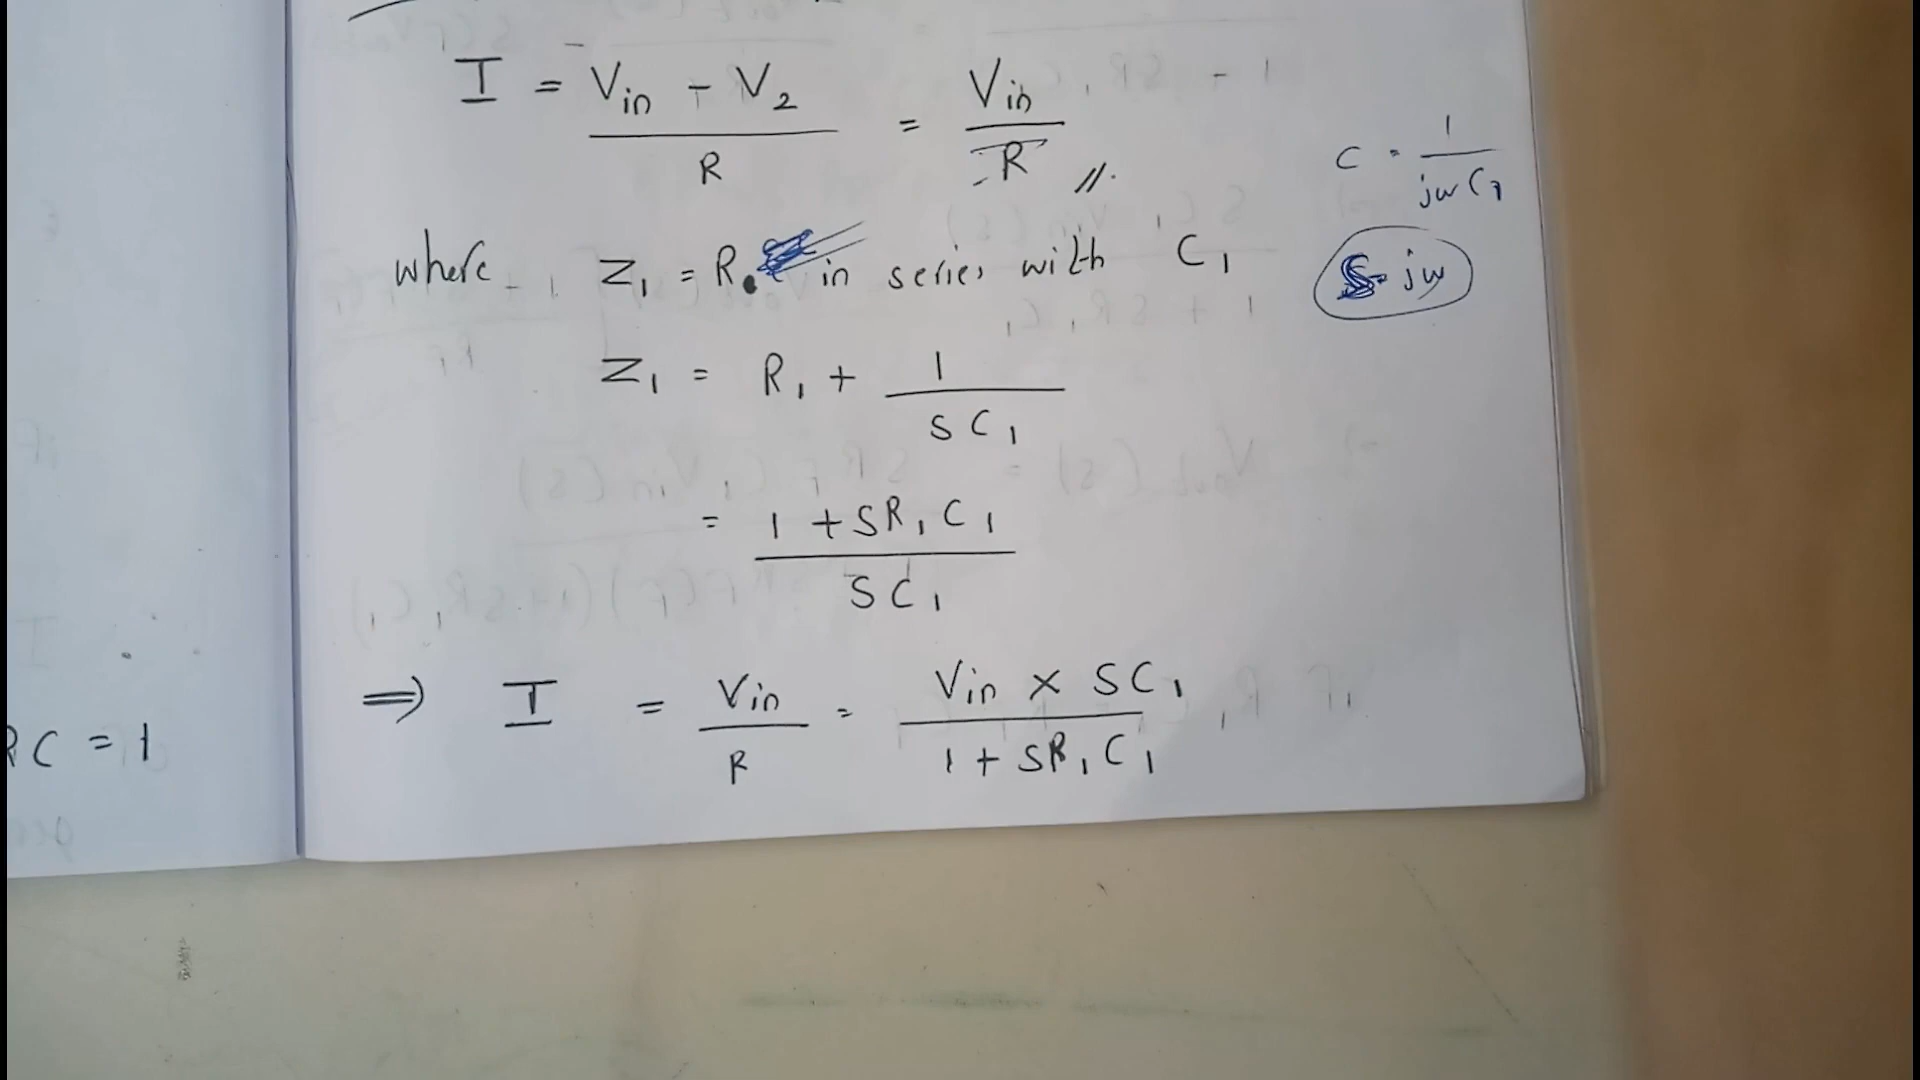 I = Vin - V2 / R = Vin / R //.
C = 1 / jwC1
where Z1 = R. in series with C1
S = jw
Z1 = R1 + 1 / SC1
= 1 + SR1C1 / SC1
⇒ I = Vin / R = Vin × SC1 / 1 + SR1C1
RC = 1